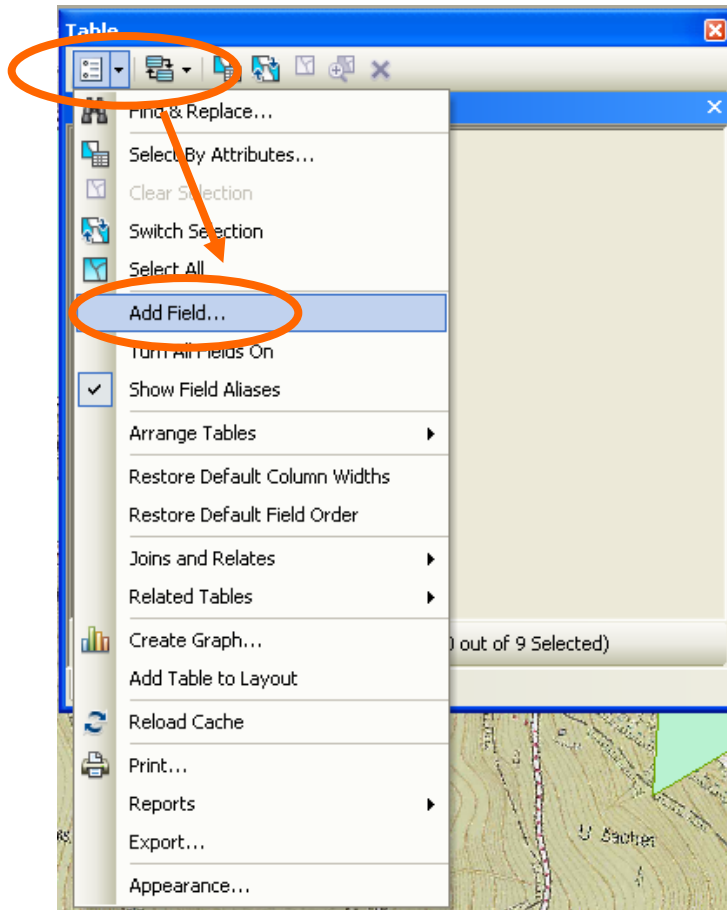 Table
Find & Replace...
Select By Attributes...
Clear Selection
Switch Selection
Select All
Add Field...
Turn All Fields On
Show Field Aliases
Arrange Tables
Restore Default Column Widths
Restore Default Field Order
Joins and Relates
Related Tables
Create Graph...
out of 9 Selected)
Add Table to Layout
Reload Cache
Print...
Reports
Export...
Appearance...